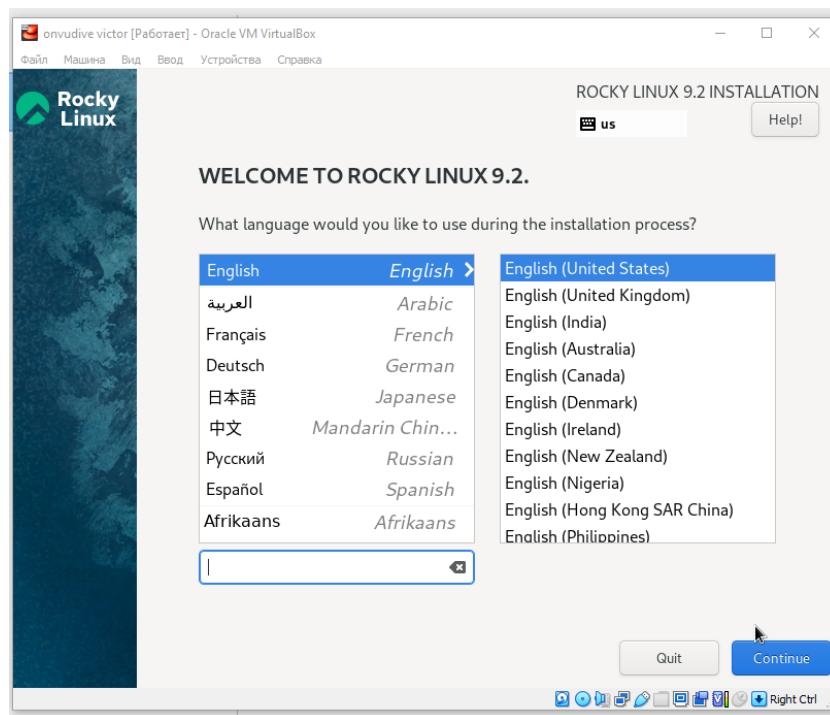 onvudive victor [Работает] - Oracle VM VirtualBox
Файл Машина Вид Ввод Устройства Справка
Rocky
Linux
ROCKY LINUX 9.2 INSTALLATION
us
Help!
WELCOME TO ROCKY LINUX 9.2.
What language would you like to use during the installation process?
English English
العربية Arabic
Français French
Deutsch German
日本語 Japanese
中文 Mandarin Chin...
Русский Russian
Español Spanish
Afrikaans Afrikaans
English (United States)
English (United Kingdom)
English (India)
English (Australia)
English (Canada)
English (Denmark)
English (Ireland)
English (New Zealand)
English (Nigeria)
English (Hong Kong SAR China)
English (Philippines)
Quit
Continue
Right Ctrl